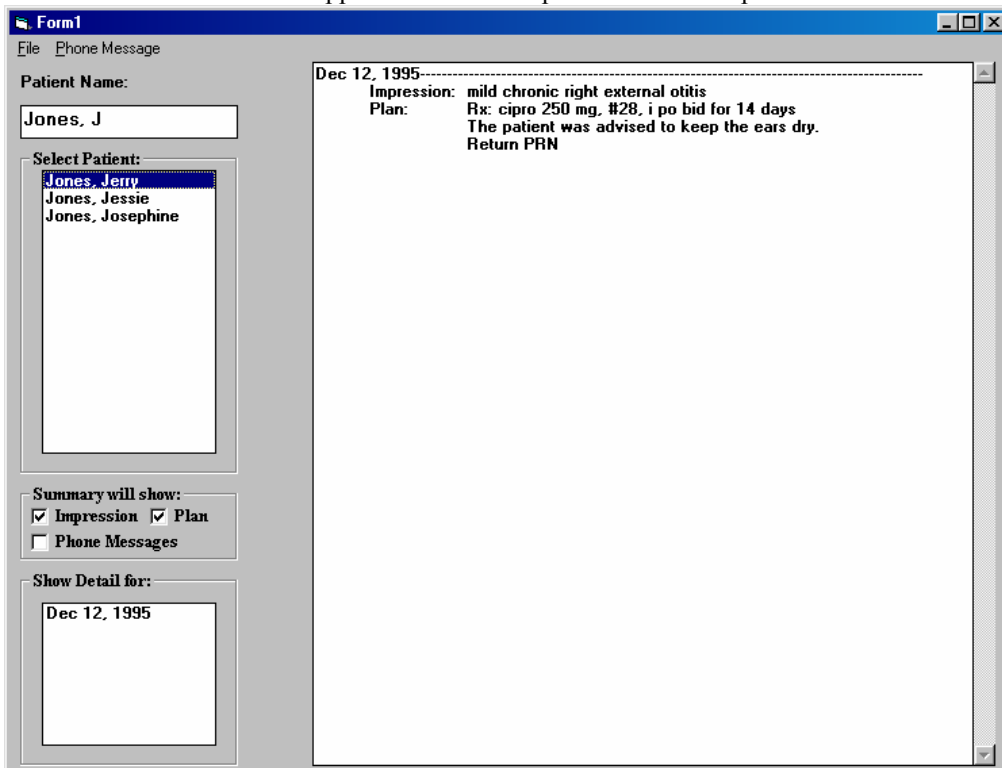 Form1
File Phone Message
Patient Name:
Jones, J
Select Patient:
Jones, Jerry
Jones, Jessie
Jones, Josephine
Summary will show:
Impression Plan
Phone Messages
Show Detail for:
Dec 12, 1995
Dec 12, 1995-----------------------------------------------------------------------------------------
Impression: mild chronic right external otitis
Plan: Rx: cipro 250 mg, #28, i po bid for 14 days
The patient was advised to keep the ears dry.
Return PRN